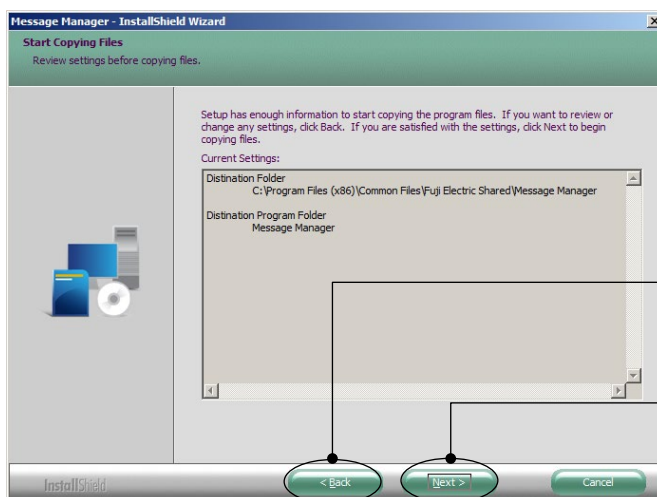 Message Manager - InstallShield Wizard
Start Copying Files
Review settings before copying files.
Setup has enough information to start copying the program files. If you want to review or
change any settings, click Back. If you are satisfied with the settings, click Next to begin
copying files.
Current Settings:
Distination Folder
C:\Program Files (x86)\Common Files\Fuji Electric Shared\Message Manager
Distination Program Folder
Message Manager
InstallShield
< Back
Next >
Cancel